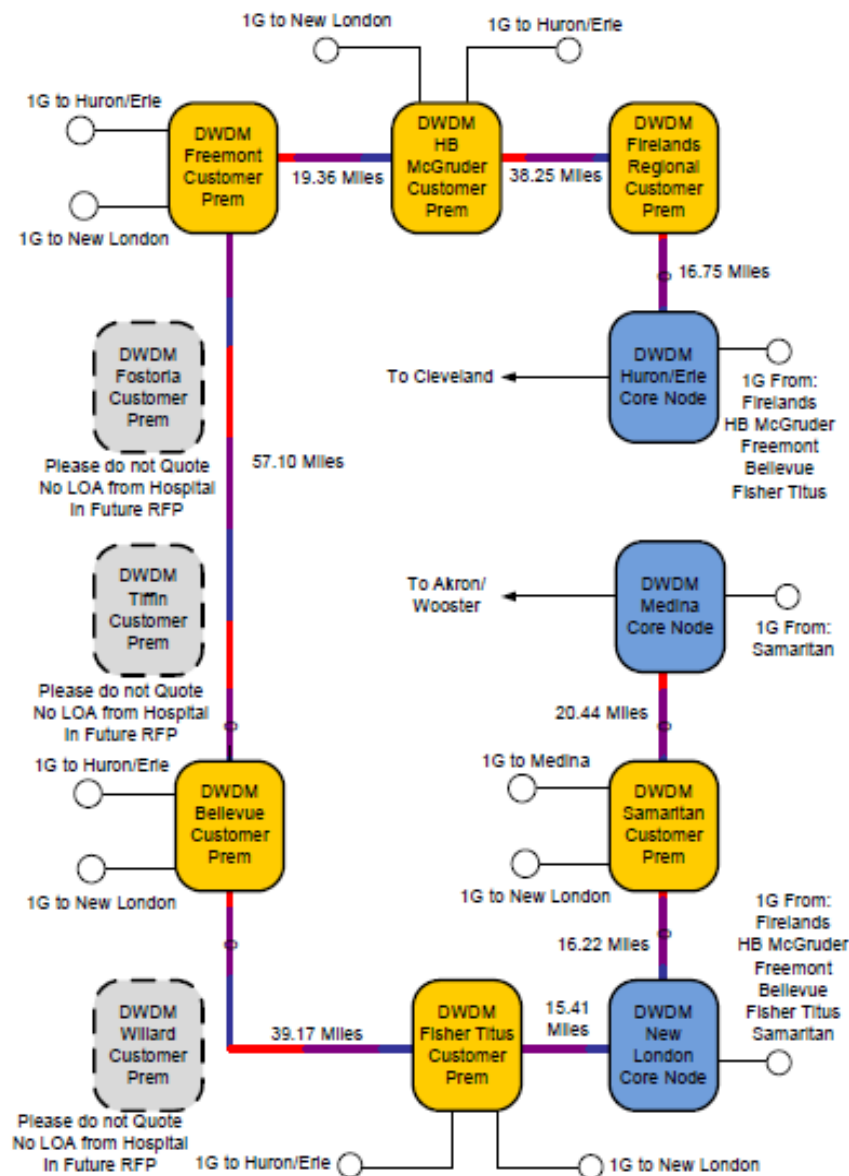 1G to New London
1G to Huron/Erie
1G to Huron/Erie
DWDM
Freemont
Customer
Prem
19.36 Miles
DWDM
HB
McGruder
Customer
Prem
38.25 Miles
DWDM
Firelands
Regional
Customer
Prem
1G to New London
16.75 Miles
DWDM
Fostoria
Customer
Prem
Please do not Quote
No LOA from Hospital
In Future RFP
57.10 Miles
To Cleveland
DWDM
Huron/Erie
Core Node
1G From:
Firelands
HB McGruder
Freemont
Bellevue
Fisher Titus
DWDM
Tiffin
Customer
Prem
Please do not Quote
No LOA from Hospital
In Future RFP
To Akron/
Wooster
DWDM
Medina
Core Node
1G From:
Samaritan
20.44 Miles
1G to Huron/Erie
DWDM
Bellevue
Customer
Prem
1G to New London
1G to Medina
DWDM
Samaritan
Customer
Prem
1G to New London
16.22 Miles
1G From:
Firelands
HB McGruder
Freemont
Bellevue
Fisher Titus
Samaritan
DWDM
Willard
Customer
Prem
Please do not Quote
No LOA from Hospital
In Future RFP
39.17 Miles
DWDM
Fisher Titus
Customer
Prem
15.41
Miles
DWDM
New
London
Core Node
1G to Huron/Erie
1G to New London